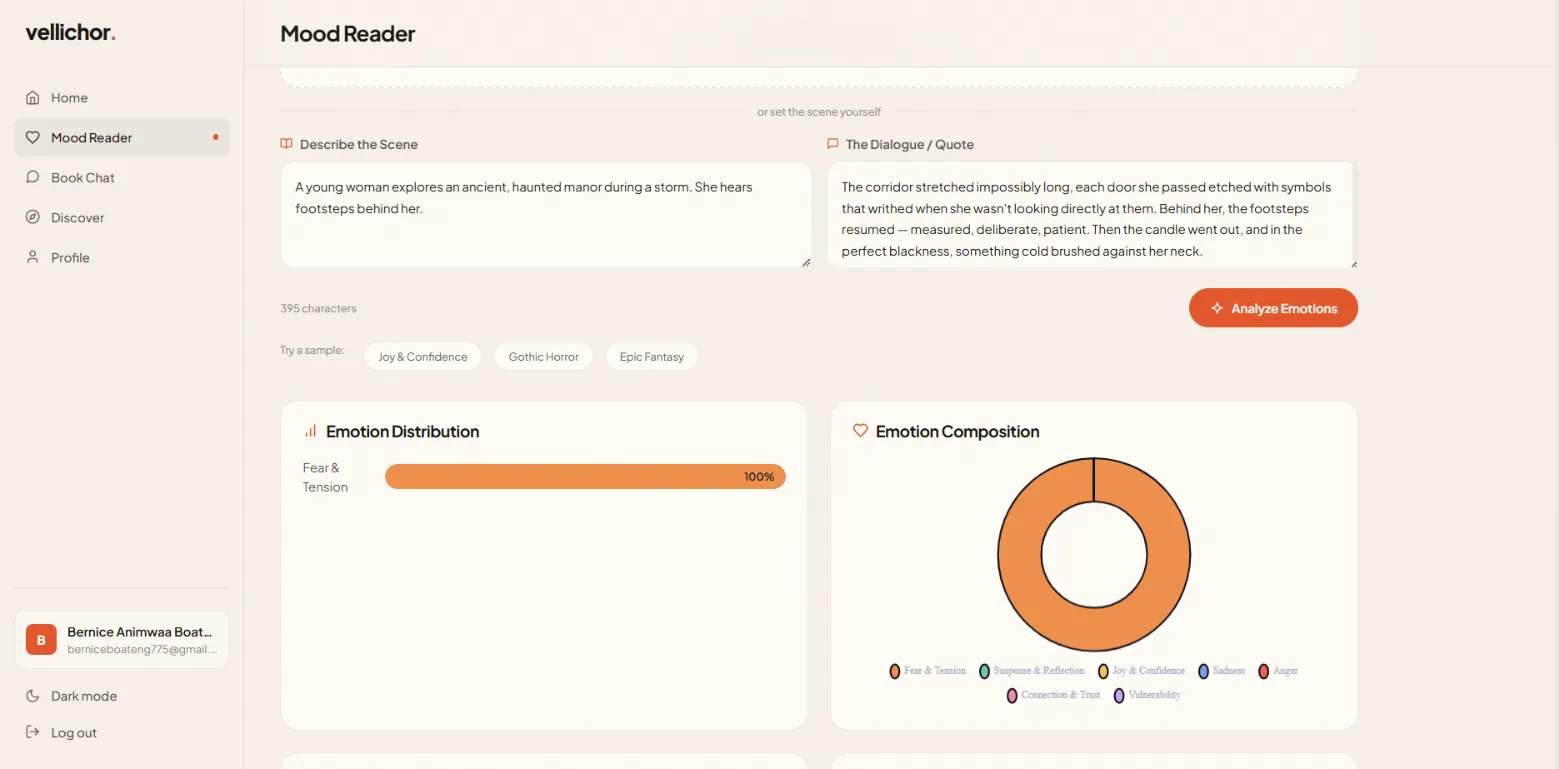 vellichor.
Mood Reader
Home
Mood Reader
Book Chat
Discover
Profile
or set the scene yourself
Describe the Scene
The Dialogue / Quote
A young woman explores an ancient, haunted manor during a storm. She hears
footsteps behind her.
The corridor stretched impossibly long, each door she passed etched with symbols
that writhed when she wasn't looking directly at them. Behind her, the footsteps
resumed — measured, deliberate, patient. Then the candle went out, and in the
perfect blackness, something cold brushed against her neck.
395 characters
Analyze Emotions
Try a sample:
Joy & Confidence
Gothic Horror
Epic Fantasy
Emotion Distribution
Fear &
Tension
100%
Emotion Composition
Fear & Tension
Suspense & Reflection
Joy & Confidence
Sadness
Anger
Connection & Trust
Vulnerability
B
Bernice Animwaa Boat...
berniceboateng775@gmail....
Dark mode
Log out